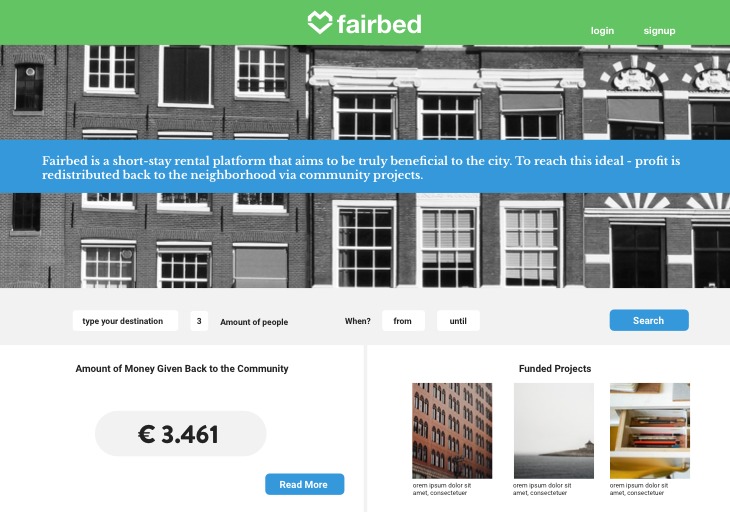 fairbed
login
signup
Fairbed is a short-stay rental platform that aims to be truly beneficial to the city. To reach this ideal - profit is
redistributed back to the neighborhood via community projects.
type your destination
3
Amount of people
When?
from
until
Search
Amount of Money Given Back to the Community
€ 3.461
Read More
Funded Projects
orem ipsum dolor sit
amet, consectetuer
orem ipsum dolor sit
amet, consectetuer
orem ipsum dolor sit
amet, consectetuer